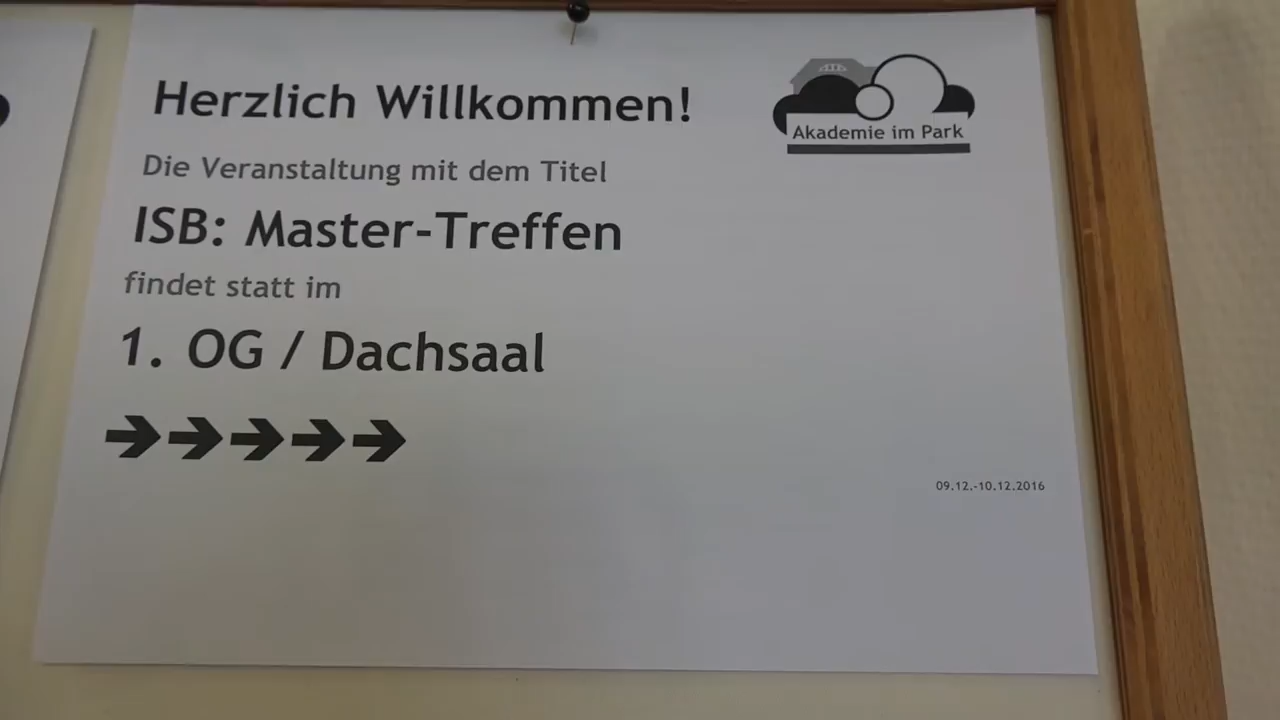 Herzlich Willkommen!
Akademie im Park
Die Veranstaltung mit dem Titel
ISB: Master-Treffen
findet statt im
1. OG / Dachsaal
09.12.-10.12.2016